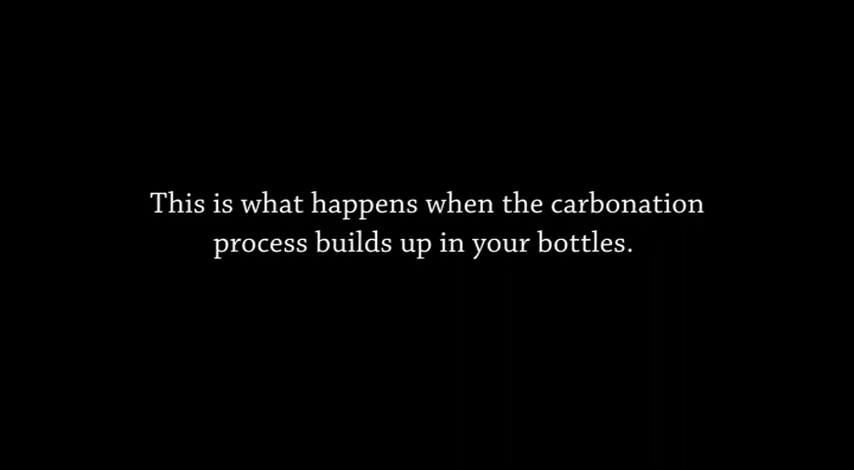 This is what happens when the carbonation
process builds up in your bottles.